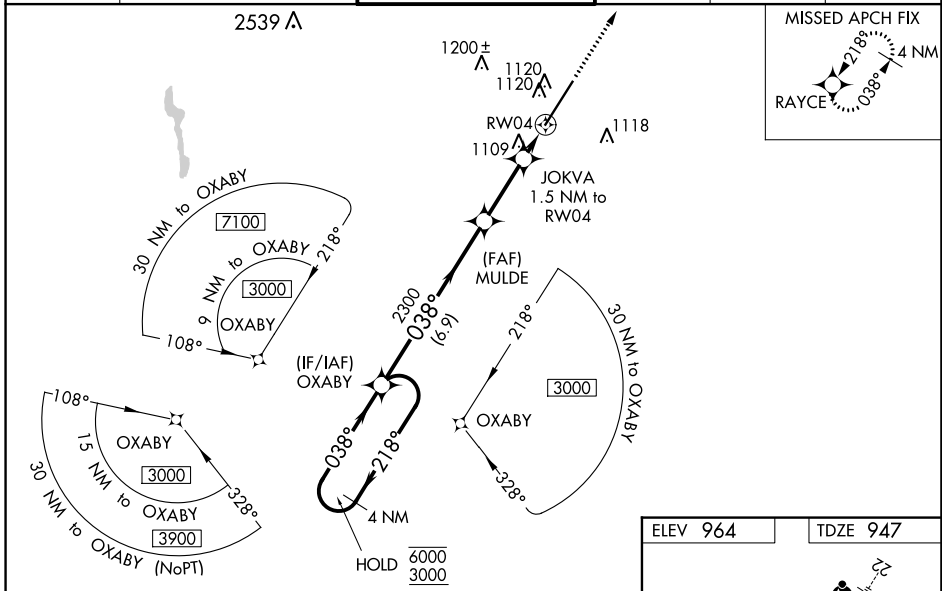 2539
1200±
1120
1120
RW04
1109
1118
MISSED APCH FIX
218°
4 NM
038°
RAYCE
JOKVA
1.5 NM to
RW04
(FAF)
MULDE
30 NM to OXABY
7100
218°
9 NM to OXABY
3000
OXABY
108°
2300
038°
(6.9)
(IF/IAF)
OXABY
218°
30 NM to OXABY
3000
OXABY
328°
108°
OXABY
3000
15 NM to OXABY
328°
3900
30 NM to OXABY (NoPT)
038°
218°
4 NM
HOLD 6000
3000
ELEV 964
TDZE 947
22